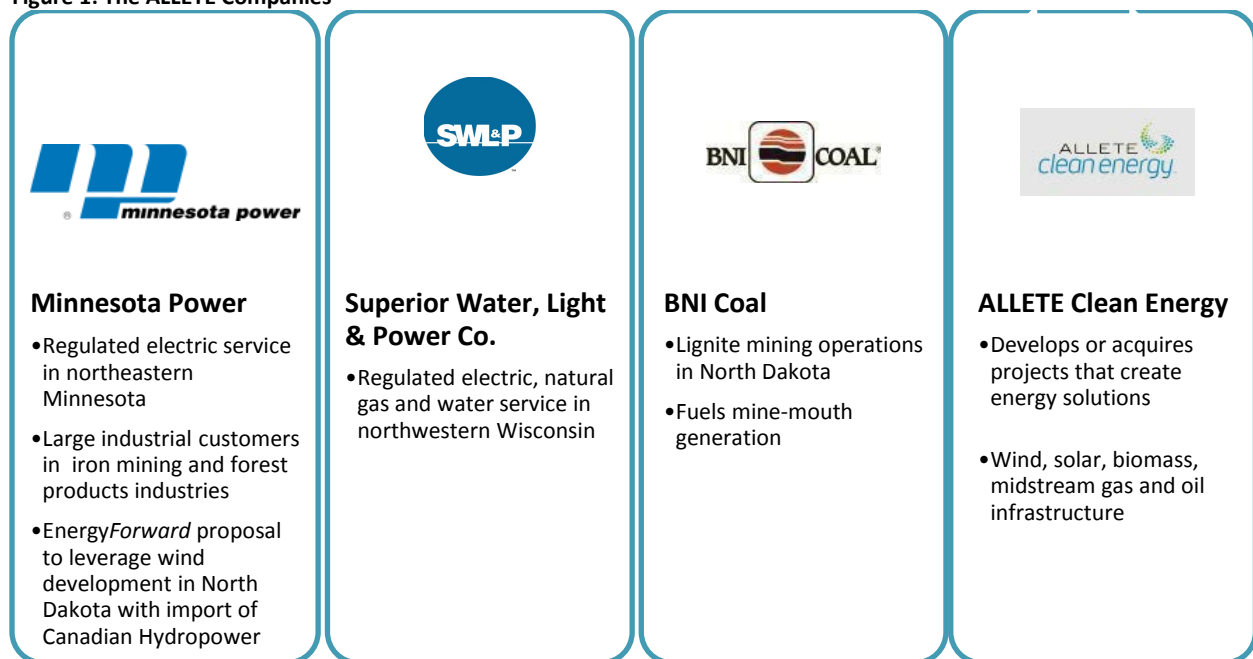 Figure 1: The ALLETE Companies
® minnesota power
SWL&P
™
BNI COAL®
ALLETE
clean energy
Minnesota Power
•Regulated electric service
in northeastern
Minnesota
•Large industrial customers
in iron mining and forest
products industries
•EnergyForward proposal
to leverage wind
development in North
Dakota with import of
Canadian Hydropower
Superior Water, Light
& Power Co.
•Regulated electric, natural
gas and water service in
northwestern Wisconsin
BNI Coal
•Lignite mining operations
in North Dakota
•Fuels mine-mouth
generation
ALLETE Clean Energy
•Develops or acquires
projects that create
energy solutions
•Wind, solar, biomass,
midstream gas and oil
infrastructure